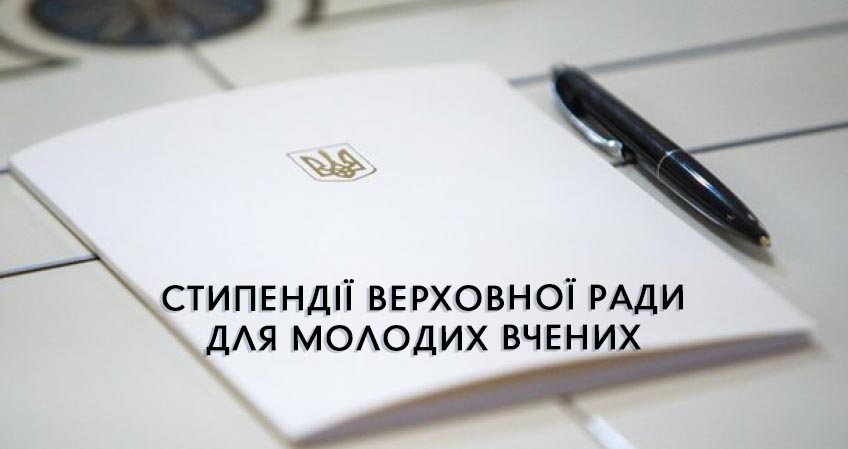 СТИПЕНДІЇ ВЕРХОВНОЇ РАДИ
ДЛЯ МОЛОДИХ ВЧЕНИХ